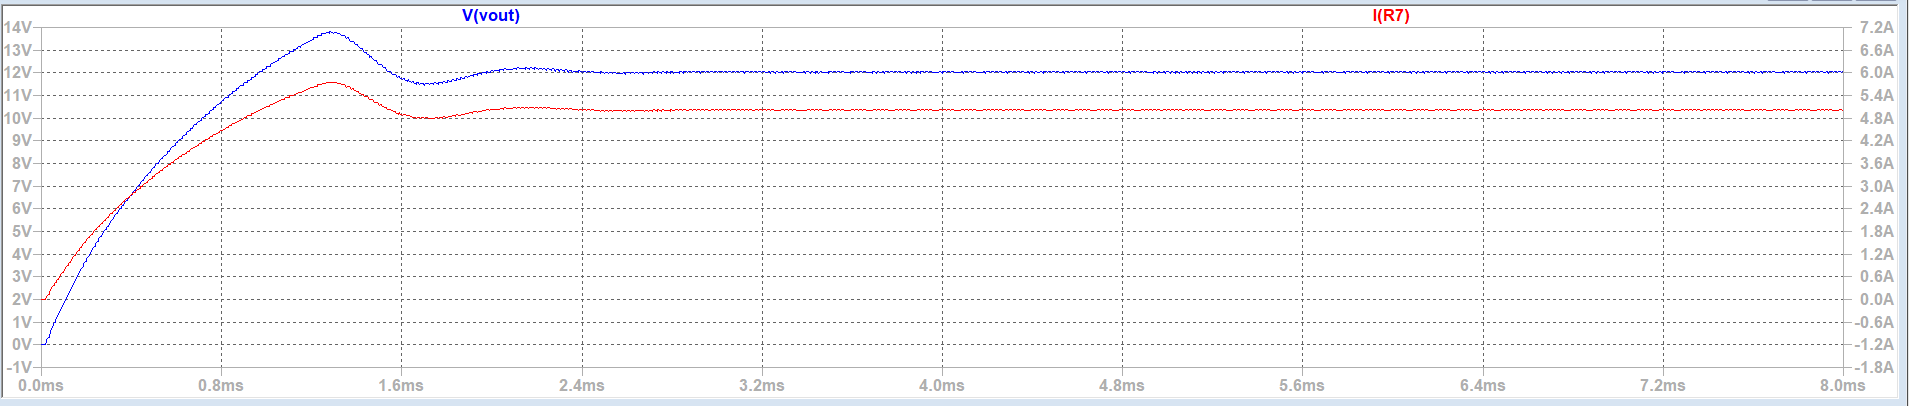 V(vout) I(R7)
14V 7.2A
13V 6.6A
12V 6.0A
11V 5.4A
10V 4.8A
9V 4.2A
8V 3.6A
7V 3.0A
6V 2.4A
5V 1.8A
4V 1.2A
3V 0.6A
2V 0.0A
1V -0.6A
0V -1.2A
-1V -1.8A
0.0ms 0.8ms 1.6ms 2.4ms 3.2ms 4.0ms 4.8ms 5.6ms 6.4ms 7.2ms 8.0ms